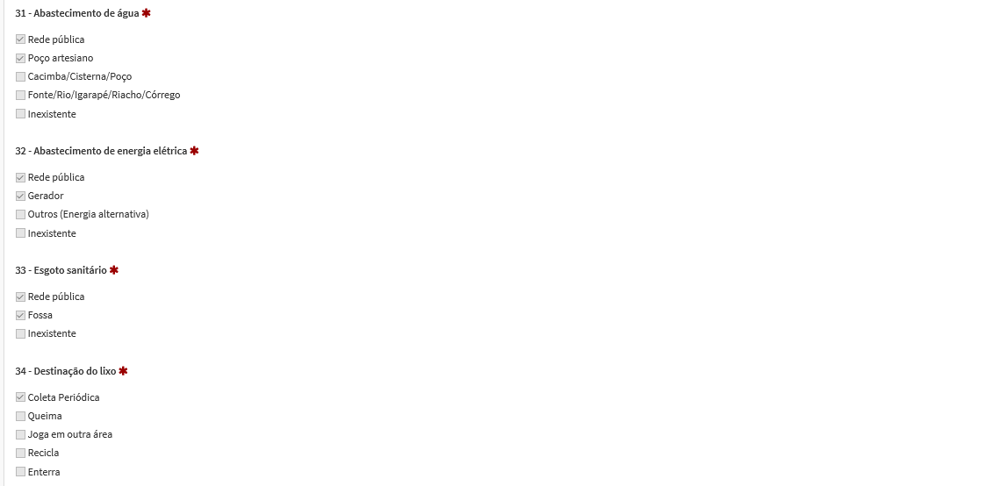 31 - Abastecimento de água ✱
Rede pública
Poço artesiano
Cacimba/Cisterna/Poço
Fonte/Rio/Igarapé/Riacho/Córrego
Inexistente
32 - Abastecimento de energia elétrica ✱
Rede pública
Gerador
Outros (Energia alternativa)
Inexistente
33 - Esgoto sanitário ✱
Rede pública
Fossa
Inexistente
34 - Destinação do lixo ✱
Coleta Periódica
Queima
Joga em outra área
Recicla
Enterra